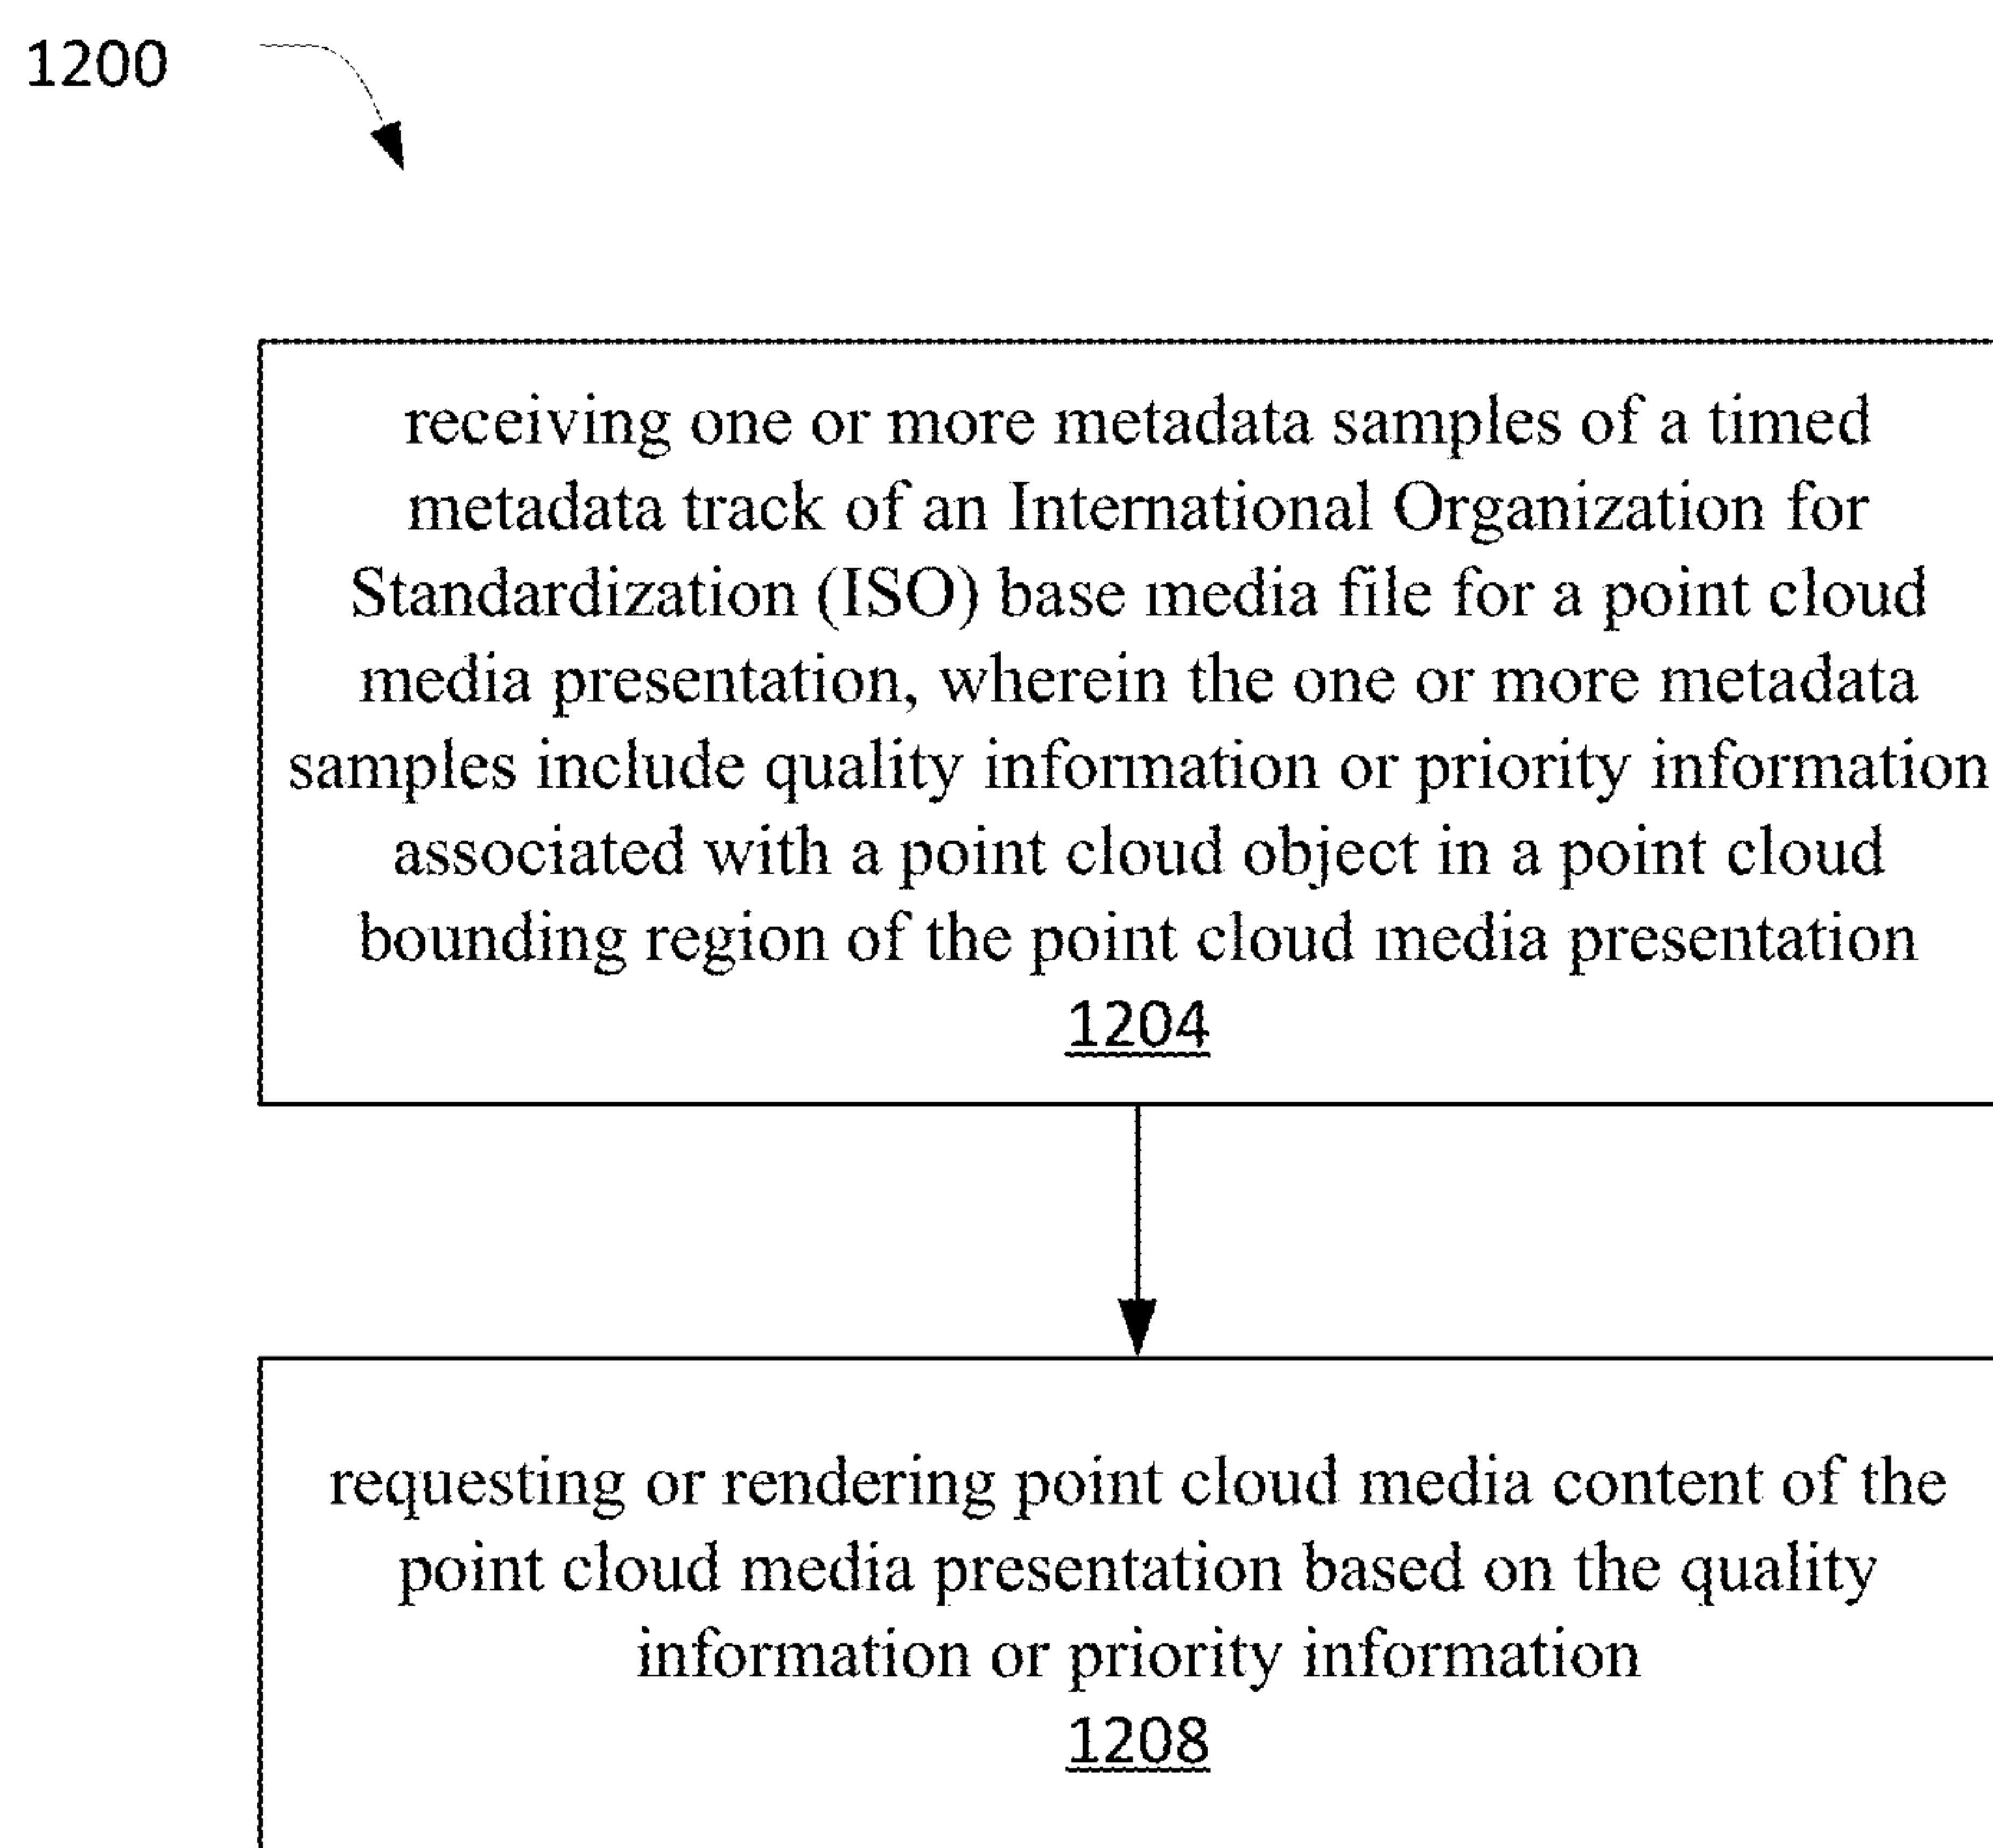 1200
receiving one or more metadata samples of a timed
metadata track of an International Organization for
Standardization (ISO) base media file for a point cloud
media presentation, wherein the one or more metadata
samples include quality information or priority information
associated with a point cloud object in a point cloud
bounding region of the point cloud media presentation
1204
requesting or rendering point cloud media content of the
point cloud media presentation based on the quality
information or priority information
1208